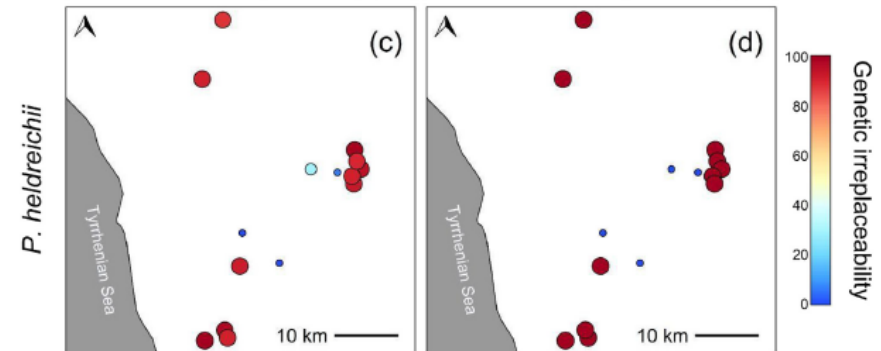 P. heldreichii
(c)
Tyrrhenian Sea
10 km
(d)
Tyrrhenian Sea
10 km
100
80
60
40
20
0
Genetic irreplaceability